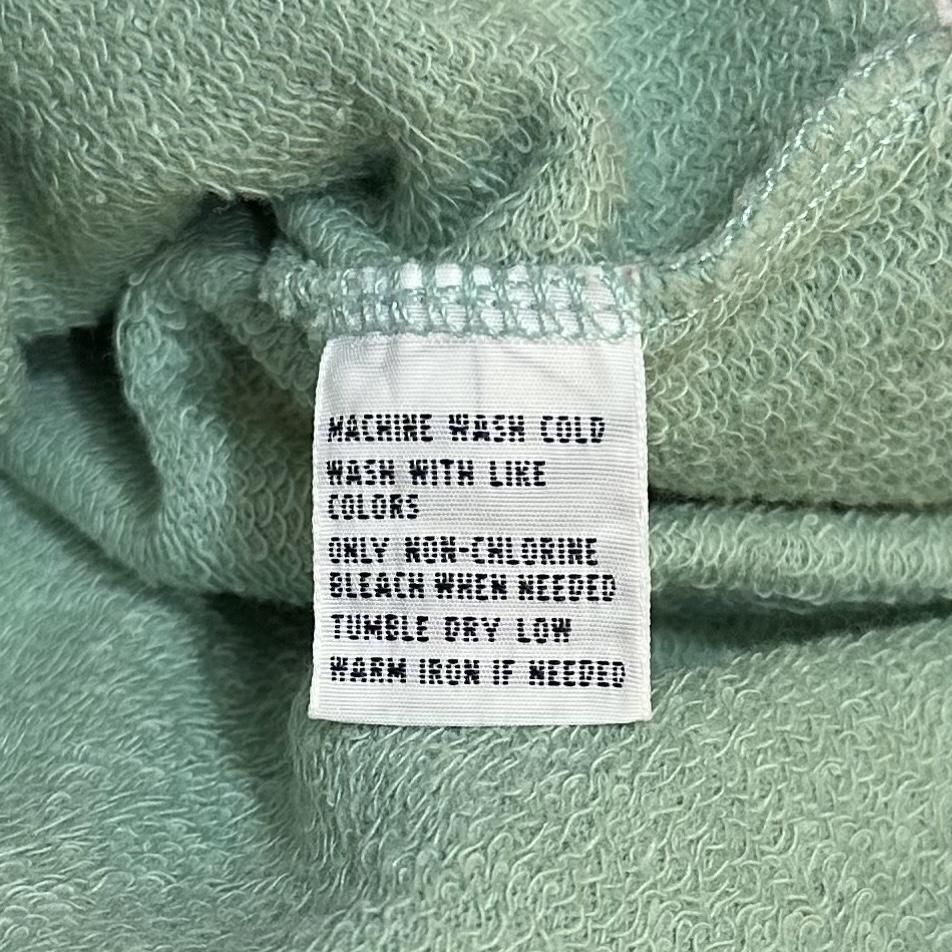 MACHINE WASH COLD
WASH WITH LIKE
COLORS
ONLY NON-CHLORINE
BLEACH WHEN NEEDED
TUMBLE DRY LOW
WARM IRON IF NEEDED